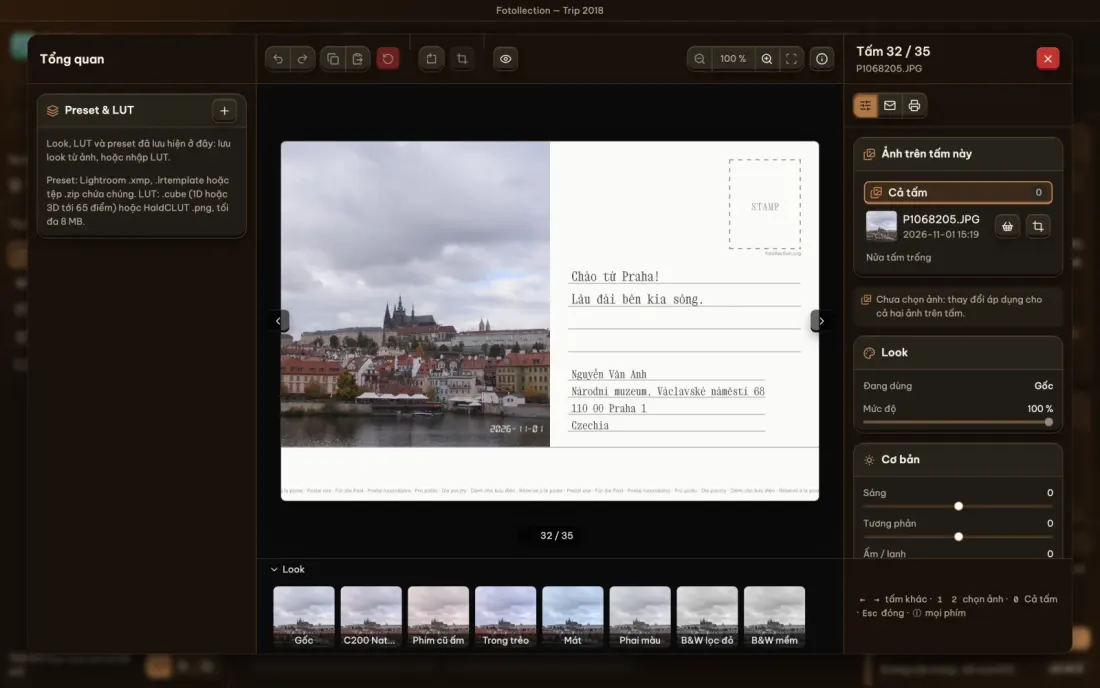 Fotollection — Trip 2018
Tổng quan
Preset & LUT
Look, LUT và preset đã lưu hiện ở đây: lưu
look từ ảnh, hoặc nhập LUT.
Preset: Lightroom .xmp, .lrtemplate hoặc
tệp .zip chứa chúng. LUT: .cube (1D hoặc
3D tới 65 điểm) hoặc HaldCLUT .png, tối
đa 8 MB.
100 %
STAMP
fotollection.org
Chào từ Praha!
Lâu đài bên kia sông.
Nguyễn Vân Anh
Národní muzeum, Václavské náměstí 68
110 00 Praha 1
Czechia
2026-11-01
32 / 35
Look
Gốc
C200 Nat...
Phim cũ ấm
Trong trẻo
Mát
Phai màu
B&W lọc đỏ
B&W mềm
Tấm 32 / 35
P1068205.JPG
Ảnh trên tấm này
Cả tấm 0
P1068205.JPG
2026-11-01 15:19
Nửa tấm trống
Chưa chọn ảnh: thay đổi áp dụng cho
cả hai ảnh trên tấm.
Look
Đang dùng Gốc
Mức độ 100 %
Cơ bản
Sáng 0
Tương phản 0
Ấm / lạnh 0
← → tấm khác · 1 2 chọn ảnh · 0 Cả tấm
· Esc đóng · ⓘ mọi phím